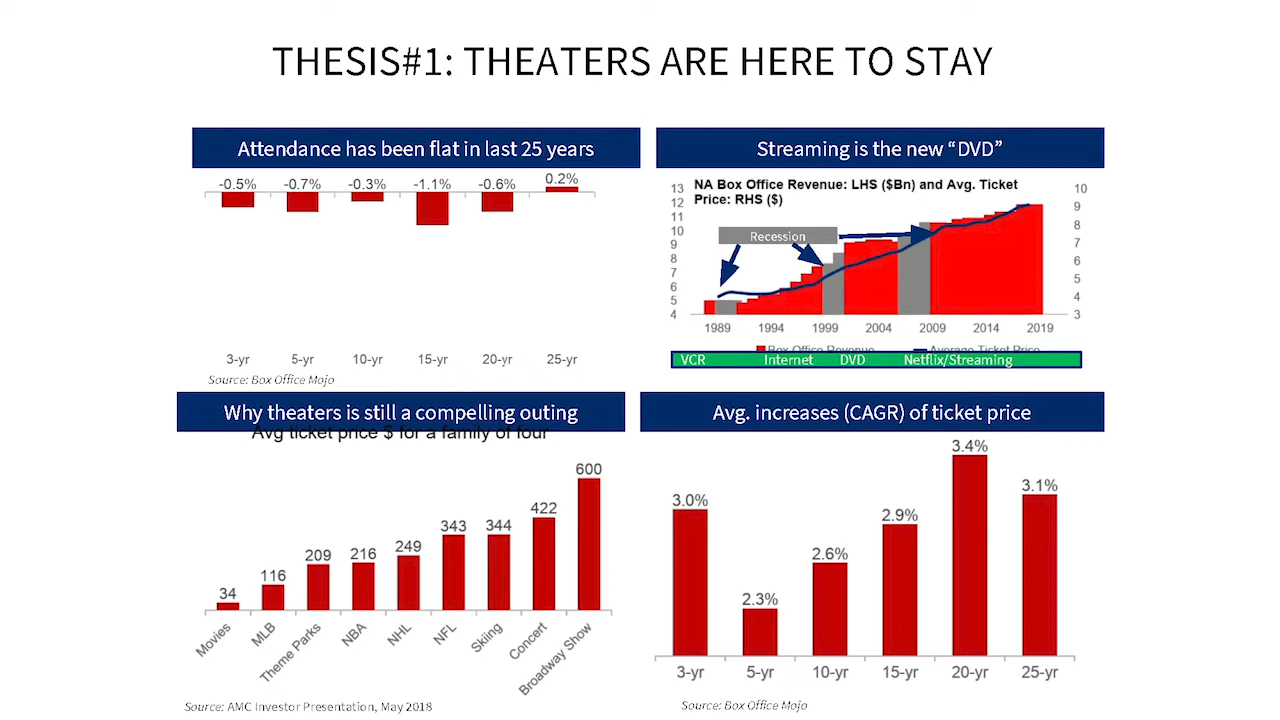 THESIS#1: THEATERS ARE HERE TO STAY
Attendance has been flat in last 25 years
-0.5% -0.7% -0.3% -1.1% -0.6% 0.2%
3-yr 5-yr 10-yr 15-yr 20-yr 25-yr
Source: Box Office Mojo
Streaming is the new “DVD”
NA Box Office Revenue: LHS ($Bn) and Avg. Ticket
Price: RHS ($)
13
12
11
10
9
8
7
6
5
4
10
9
8
7
6
5
4
3
Recession
1989 1994 1999 2004 2009 2014 2019
Box Office Revenue Average Ticket Price
VCR Internet DVD Netflix/Streaming
Why theaters is still a compelling outing
Avg ticket price $ for a family of four
34 116 209 216 249 343 344 422 600
Movies MLB Theme Parks NBA NHL NFL Skiing Concert Broadway Show
Source: AMC Investor Presentation, May 2018
Avg. increases (CAGR) of ticket price
3.0% 2.3% 2.6% 2.9% 3.4% 3.1%
3-yr 5-yr 10-yr 15-yr 20-yr 25-yr
Source: Box Office Mojo